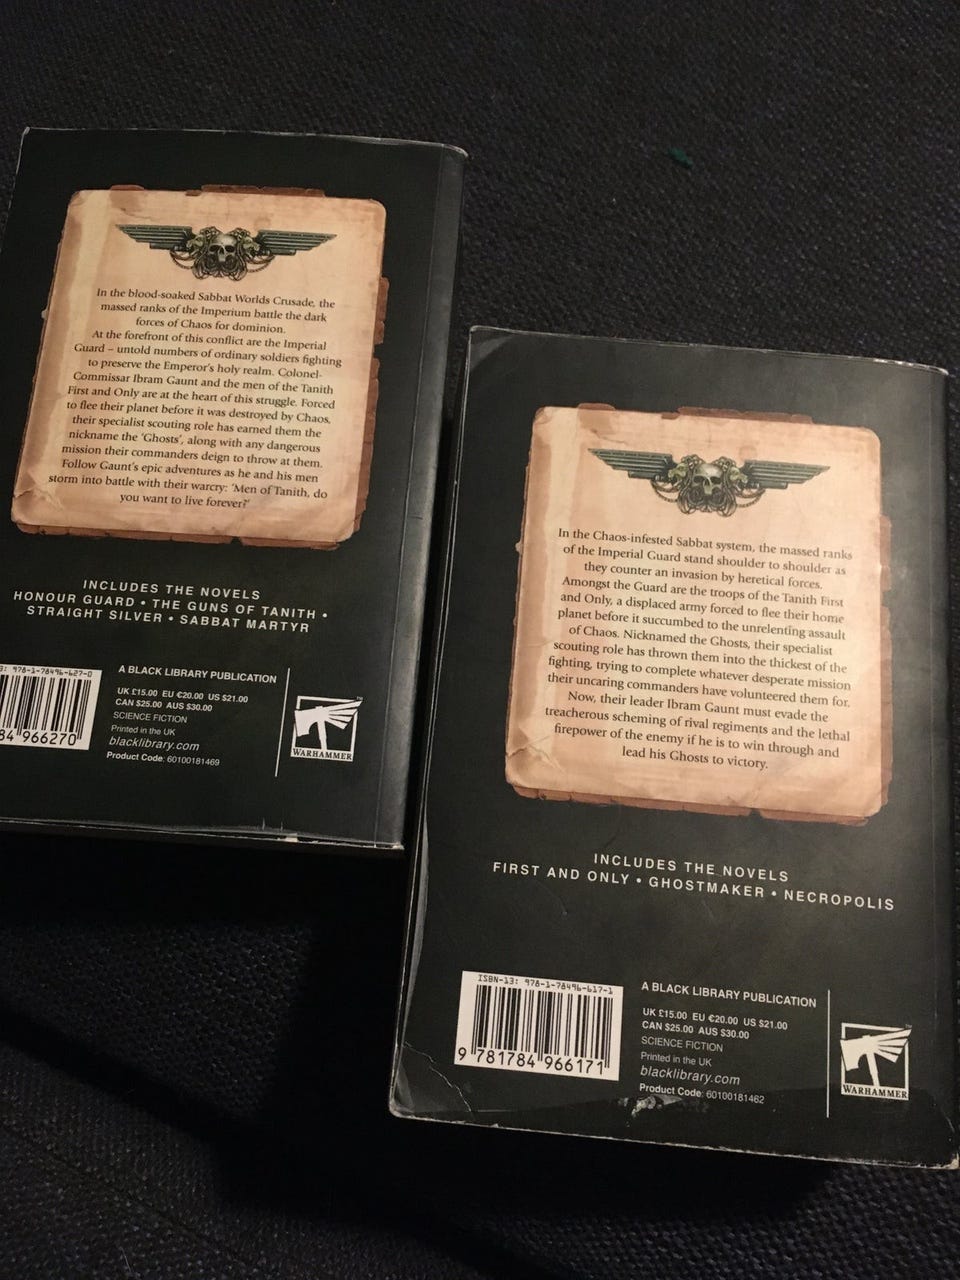 In the blood-soaked Sabbat Worlds Crusade, the
massed ranks of the Imperium battle the dark
forces of Chaos for dominion.
At the forefront of this conflict are the Imperial
Guard – untold numbers of ordinary soldiers fighting
to preserve the Emperor's holy realm. Colonel-
Commissar Ibram Gaunt and the men of the Tanith
First and Only are at the heart of this struggle. Forced
to flee their planet before it was destroyed by Chaos,
their specialist scouting role has earned them the
nickname the 'Ghosts', along with any dangerous
mission their commanders deign to throw at them.
Follow Gaunt's epic adventures as he and his men
storm into battle with their warcry: 'Men of Tanith, do
you want to live forever?'
INCLUDES THE NOVELS
HONOUR GUARD • THE GUNS OF TANITH •
STRAIGHT SILVER • SABBAT MARTYR
3: 978-1-78496-627-0
84 966270
A BLACK LIBRARY PUBLICATION
UK £15.00 EU €20.00 US $21.00
CAN $25.00 AUS $30.00
SCIENCE FICTION
Printed in the UK
blacklibrary.com
Product Code: 60100181469
WARHAMMER
In the Chaos-infested Sabbat system, the massed ranks
of the Imperial Guard stand shoulder to shoulder as
they counter an invasion by heretical forces.
Amongst the Guard are the troops of the Tanith First
and Only, a displaced army forced to flee their home
planet before it succumbed to the unrelenting assault
of Chaos. Nicknamed the Ghosts, their specialist
scouting role has thrown them into the thickest of the
fighting, trying to complete whatever desperate mission
their uncaring commanders have volunteered them for.
Now, their leader Ibram Gaunt must evade the
treacherous scheming of rival regiments and the lethal
firepower of the enemy if he is to win through and
lead his Ghosts to victory.
INCLUDES THE NOVELS
FIRST AND ONLY • GHOSTMAKER • NECROPOLIS
ISBN-13: 978-1-78496-617-1
9 781784 966171
A BLACK LIBRARY PUBLICATION
UK £15.00 EU €20.00 US $21.00
CAN $25.00 AUS $30.00
SCIENCE FICTION
Printed in the UK
blacklibrary.com
Product Code: 60100181462
WARHAMMER